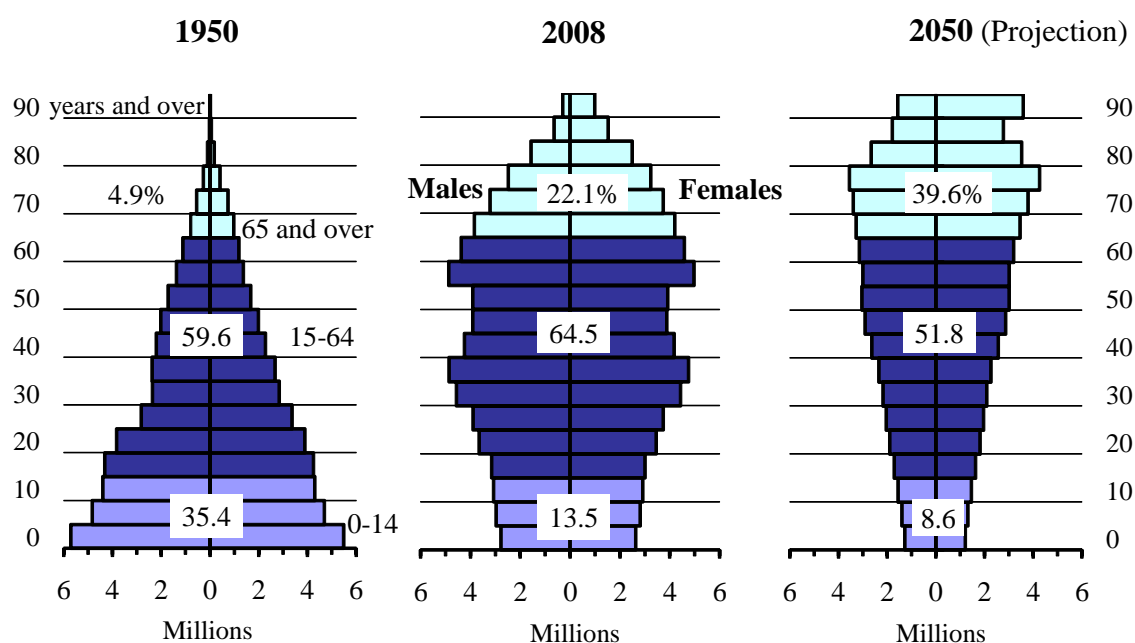 1950
2008
2050 (Projection)
90 years and over
80
70
60
50
40
30
20
10
0
4.9%
65 and over
59.6
15-64
35.4
0-14
6 4 2 0 2 4 6
Millions
Males
22.1%
Females
64.5
13.5
6 4 2 0 2 4 6
Millions
39.6%
51.8
8.6
90
80
70
60
50
40
30
20
10
0
6 4 2 0 2 4 6
Millions